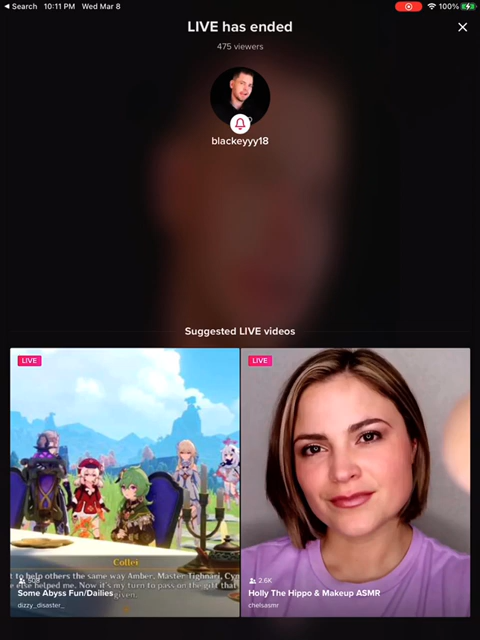 Search 10:11 PM Wed Mar 8 100%
LIVE has ended
475 viewers
blackeyyy18
Suggested LIVE videos
LIVE
Collei
t to help others the same way Amber, Master Tighnari, Cyn
e else helped me. Now it's my turn to pass on the gift that
given.
Some Abyss Fun/Dailies
dizzy_disaster_
LIVE
2.6K
Holly The Hippo & Makeup ASMR
chelsasmr